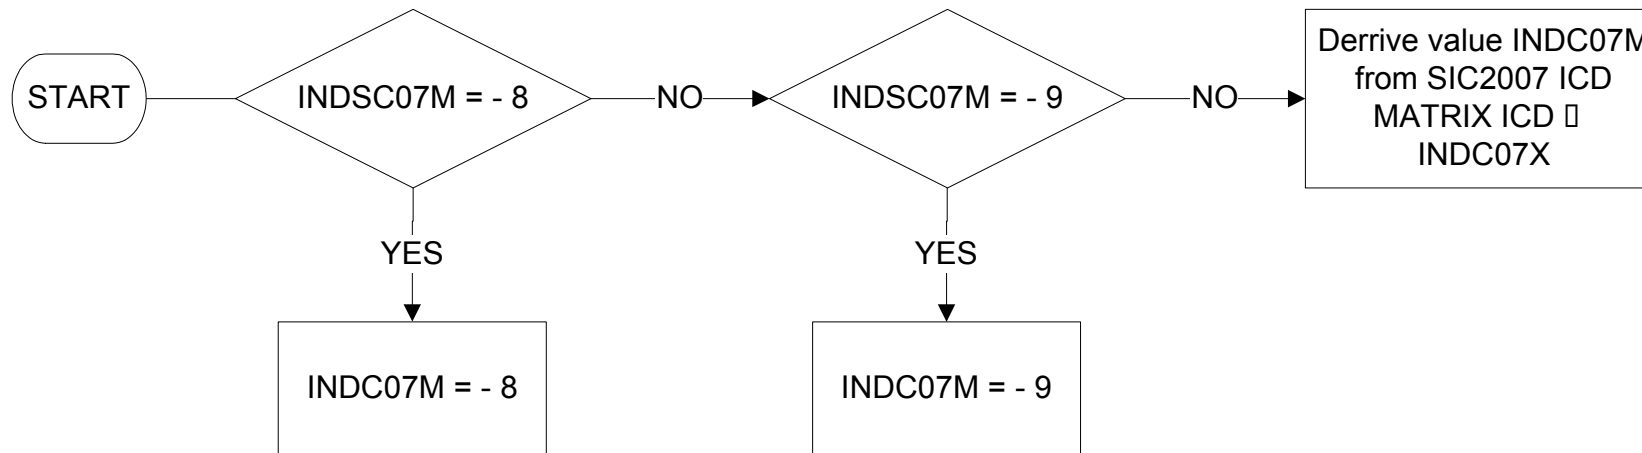 START
INDSC07M = - 8
NO
INDSC07M = - 9
NO
Derrive value INDC07M
from SIC2007 ICD
MATRIX ICD 
INDC07X
YES
YES
INDC07M = - 8
INDC07M = - 9